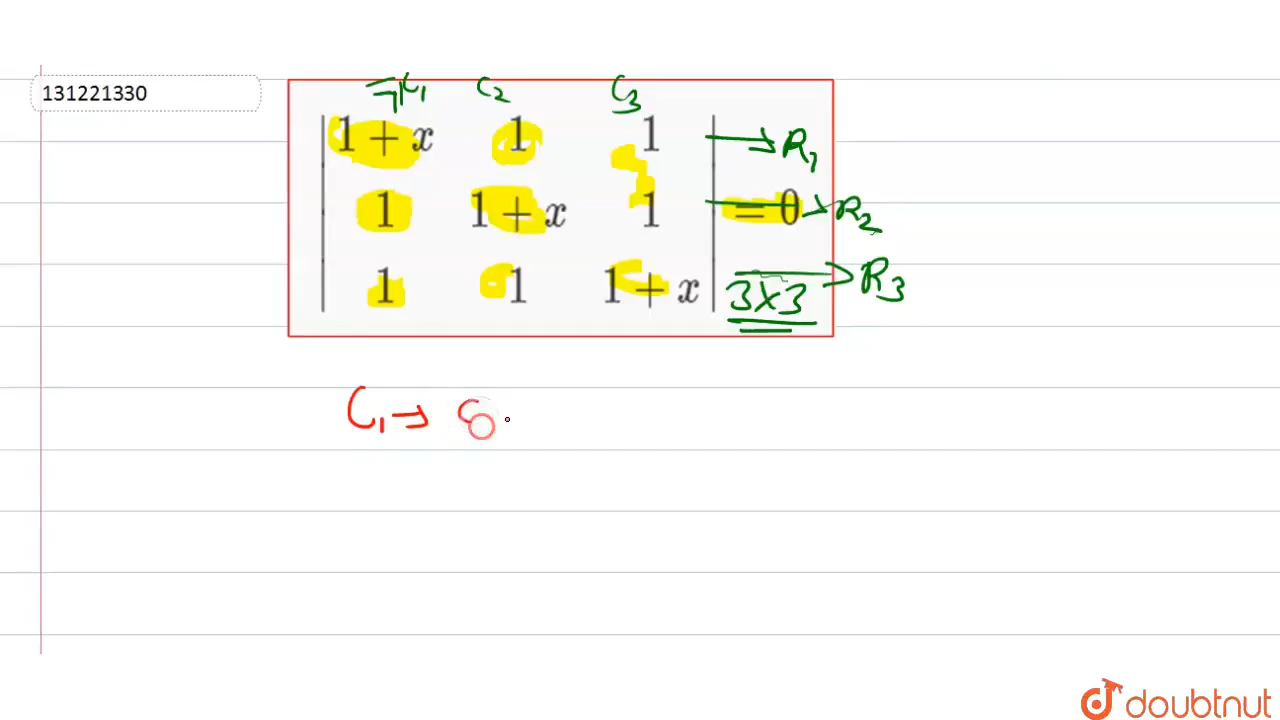 131221330
C1 C2 C3
| 1 + x 1 1 | → R1
| 1 1 + x 1 | = 0 → R2
| 1 1 1 + x | 3×3 → R3
C1 → C
doubtnut